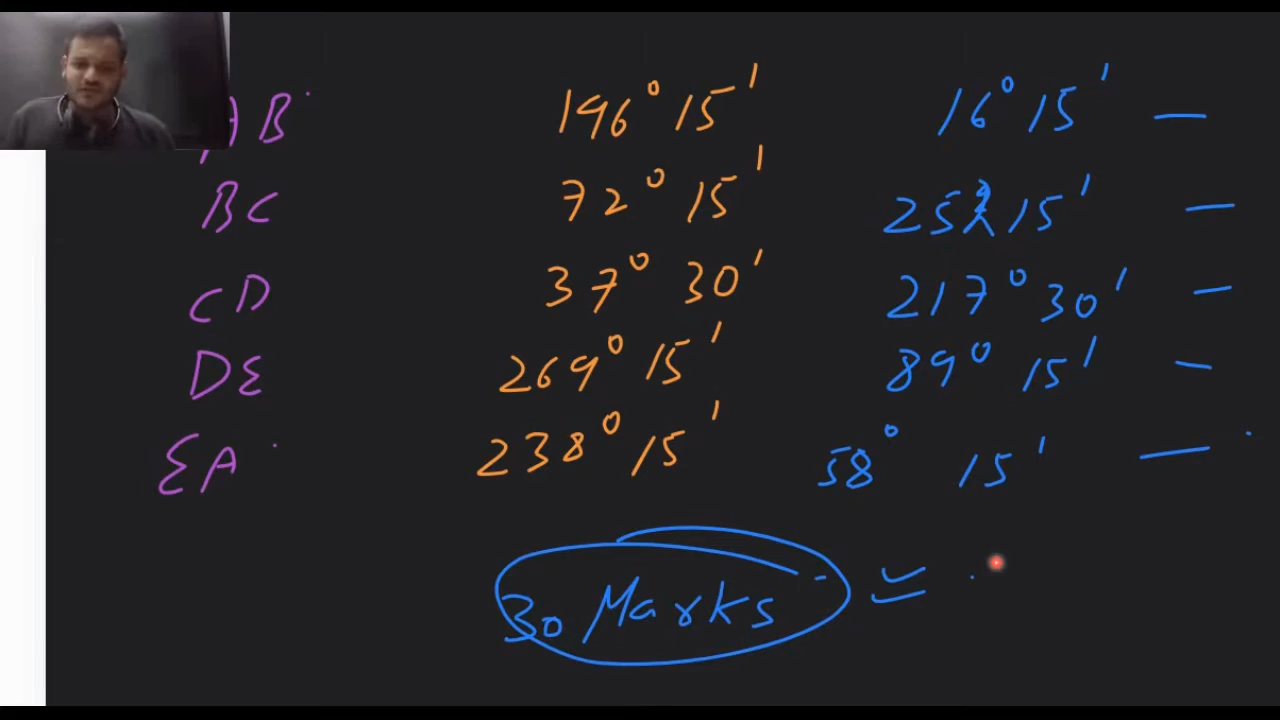 AB 196° 15' 16° 15' —
BC 72° 15' 252° 15' —
CD 37° 30' 217° 30' —
DE 269° 15' 89° 15' —
EA 238° 15' 58° 15' —
30 Marks